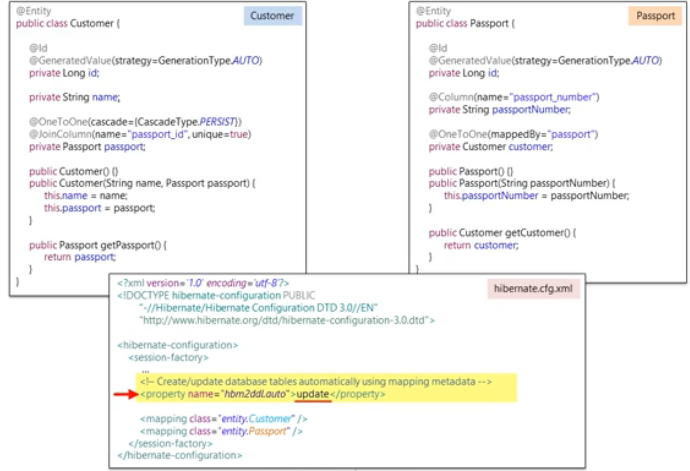 @Entity
Customer
public class Customer {
@Id
@GeneratedValue(strategy=GenerationType.AUTO)
private Long id;
private String name;
@OneToOne(cascade={CascadeType.PERSIST})
@JoinColumn(name="passport_id", unique=true)
private Passport passport;
public Customer() {}
public Customer(String name, Passport passport) {
this.name = name;
this.passport = passport;
}
public Passport getPassport() {
return passport;
}
}
@Entity
Passport
public class Passport {
@Id
@GeneratedValue(strategy=GenerationType.AUTO)
private Long id;
@Column(name="passport_number")
private String passportNumber;
@OneToOne(mappedBy="passport")
private Customer customer;
public Passport() {}
public Passport(String passportNumber) {
this.passportNumber = passportNumber;
}
public Customer getCustomer() {
return customer;
}
}
<?xml version='1.0' encoding='utf-8'?>
hibernate.cfg.xml
<!DOCTYPE hibernate-configuration PUBLIC
"-//Hibernate/Hibernate Configuration DTD 3.0//EN"
"http://www.hibernate.org/dtd/hibernate-configuration-3.0.dtd">
<hibernate-configuration>
<session-factory>
...
<!-- Create/update database tables automatically using mapping metadata -->
<property name="hbm2ddl.auto">update</property>
<mapping class="entity.Customer" />
<mapping class="entity.Passport" />
</session-factory>
</hibernate-configuration>